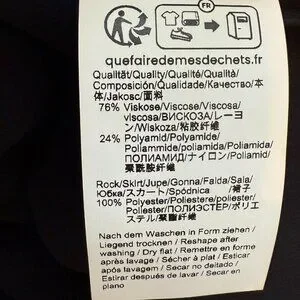 FR
quefairedemesdechets.fr
Qualität/Quality/Qualité/Qualità/
Composición/Qualidade/Качество/本
体/Jakosc/面料
76% Viskose/Viscose/Viscosa/
viscosa/ВИСКОЗА/レーヨ
ン/Wiskoza/粘胶纤维
24% Polyamid/Polyamide/
Poliammide/poliamida/Poliamida/
ПОЛИАМИД/ナイロン/Poliamid/
聚酰胺纤维
Rock/Skirt/Jupe/Gonna/Falda/Saia/
Юбка/スカート/Spódnica /裙子
100% Polyester/Polyestere/poliéster/
Poliester/ПОЛИЭСТЕР/ポリエ
ステル/聚酯纤维
Nach dem Waschen in Form ziehen /
Liegend trocknen / Reshape after
washing / Dry flat / Remettre en forme
après lavage / Sécher à plat / Estirar
después del lavado / Secar en plano /
após lavagem / Secar no deitado